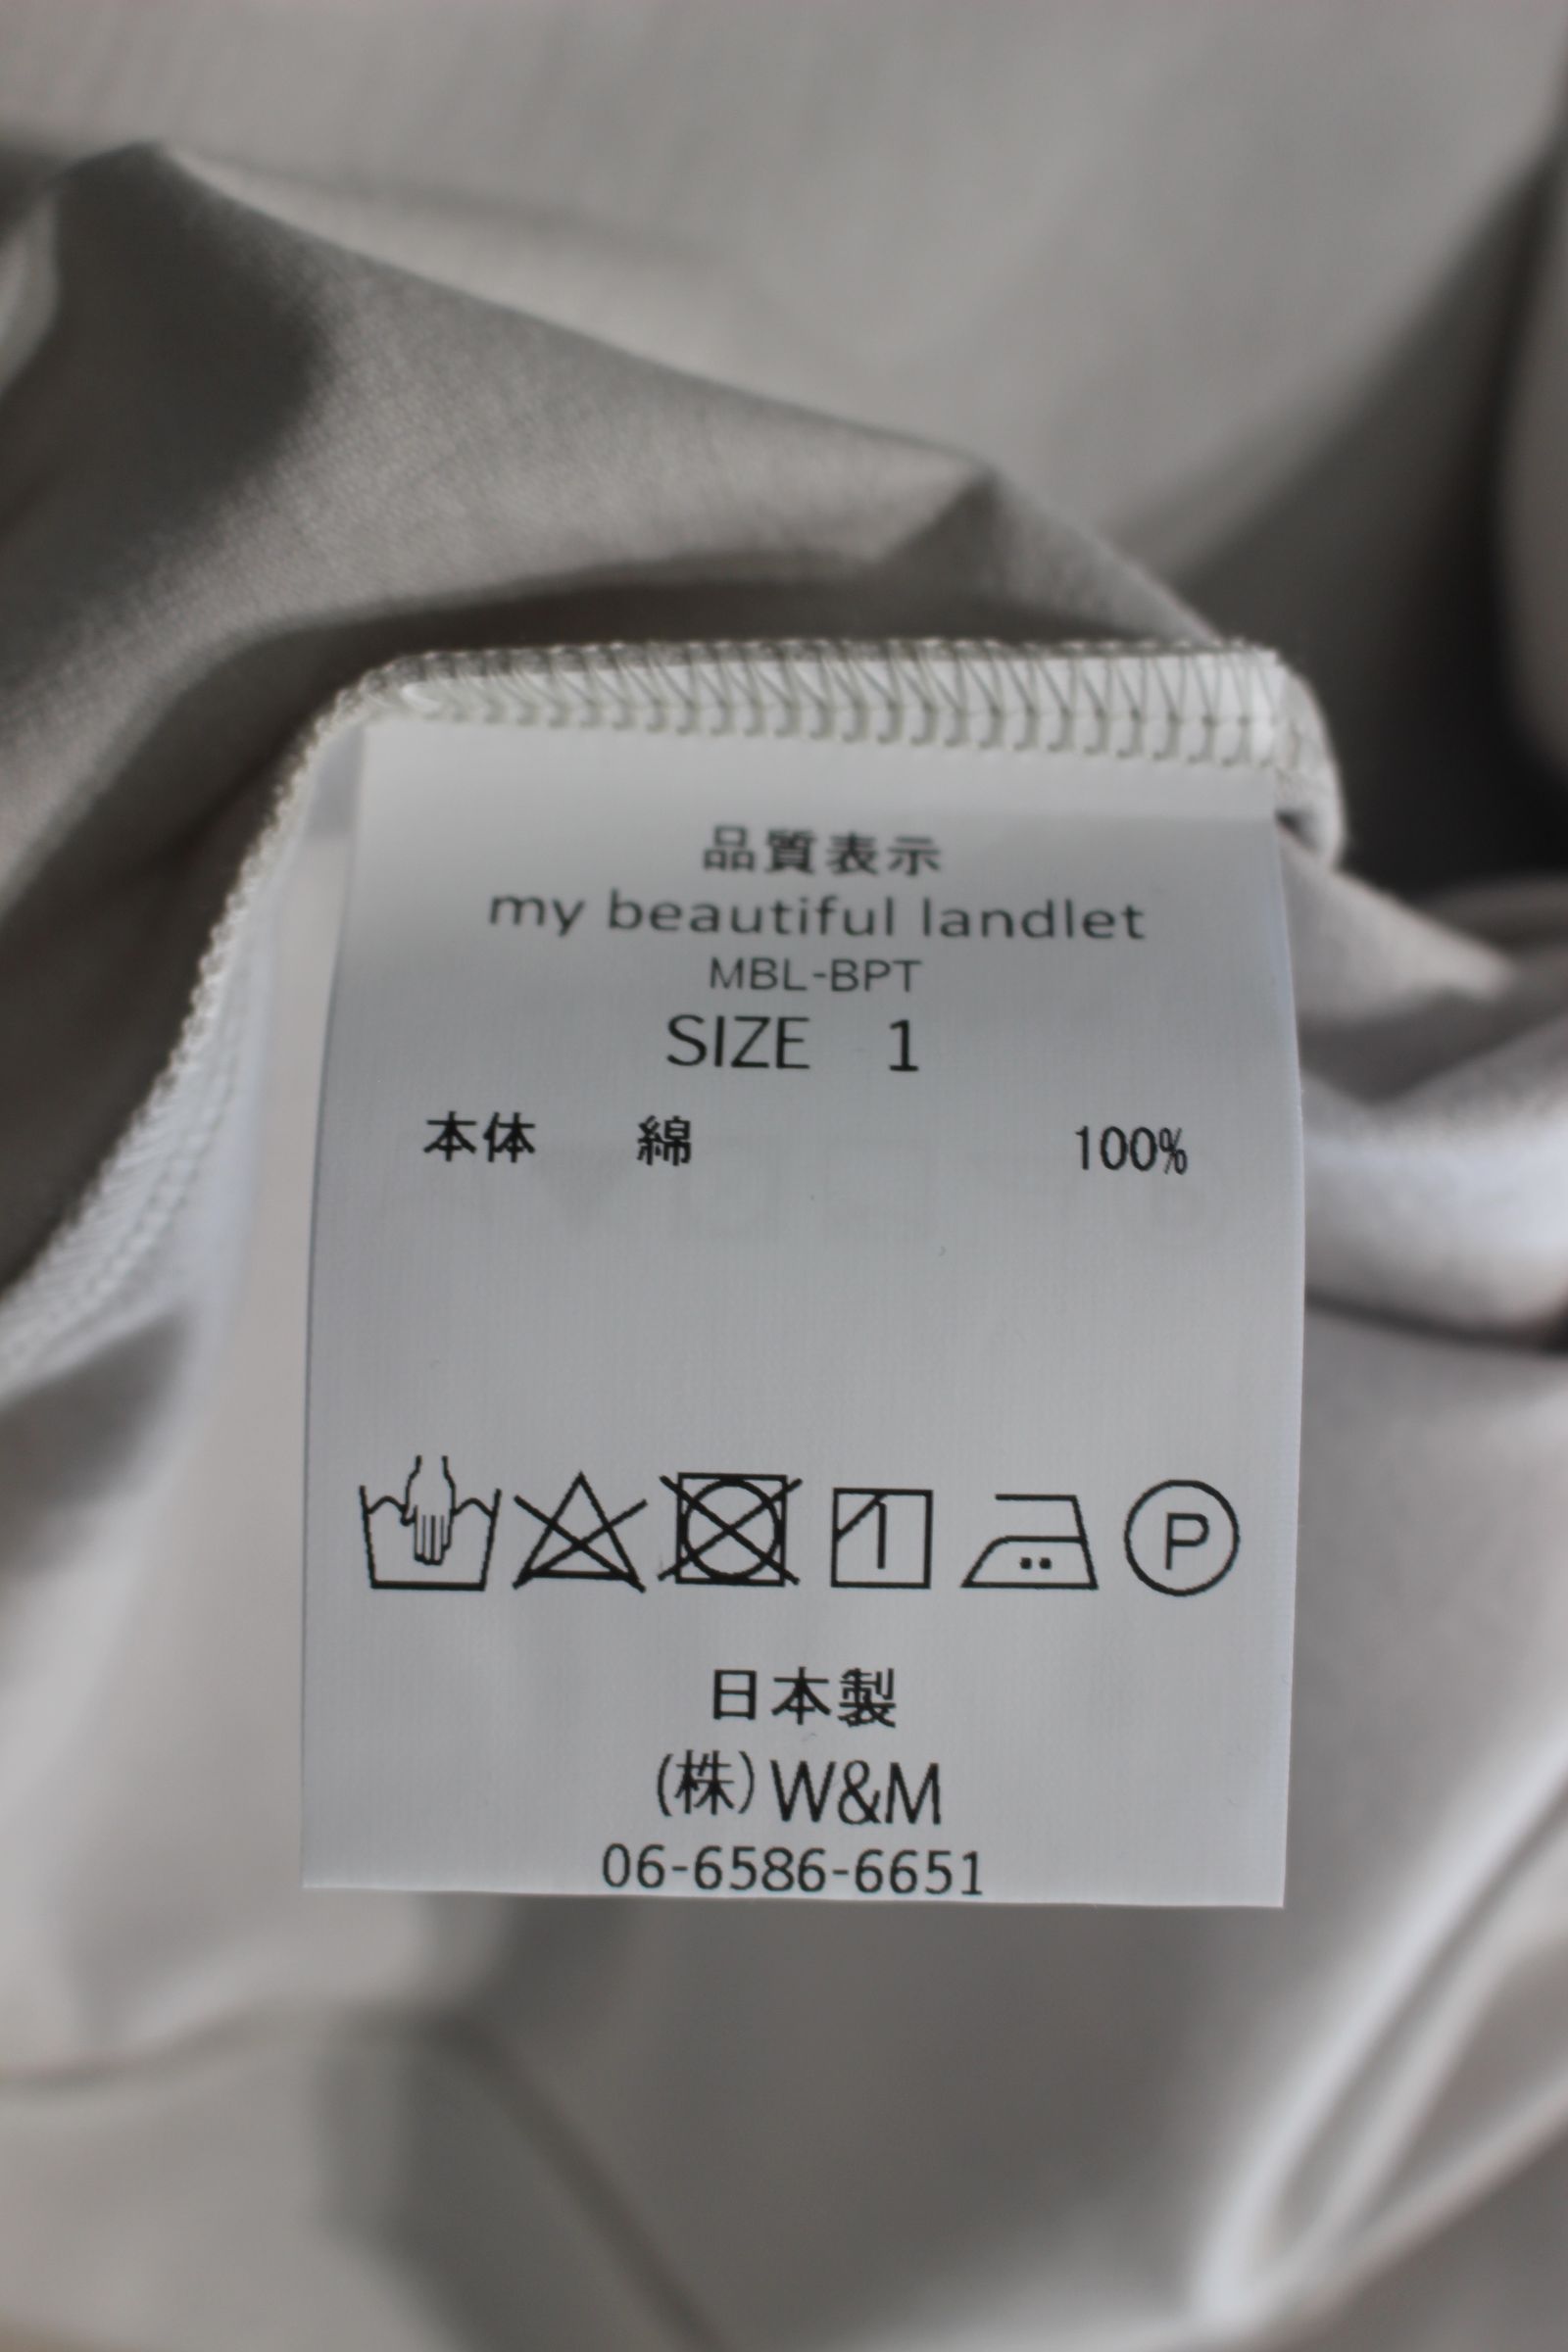 品質表示
my beautiful landlet
MBL-BPT
SIZE 1
本体 綿 100%
P
日本製
(株)W&M
06-6586-6651